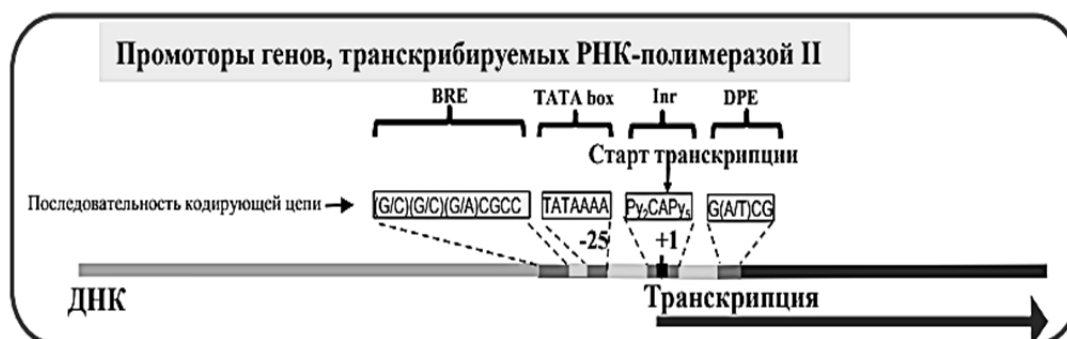 Промоторы генов, транскрибируемых РНК-полимеразой II
BRE TATA box Inr DPE
Старт транскрипции
Последовательность кодирующей цепи (G/C)(G/C)(G/A)CGCC TATAAAA Py₂CAPy₅ G(A/T)CG
-25 +1
ДНК Транскрипция